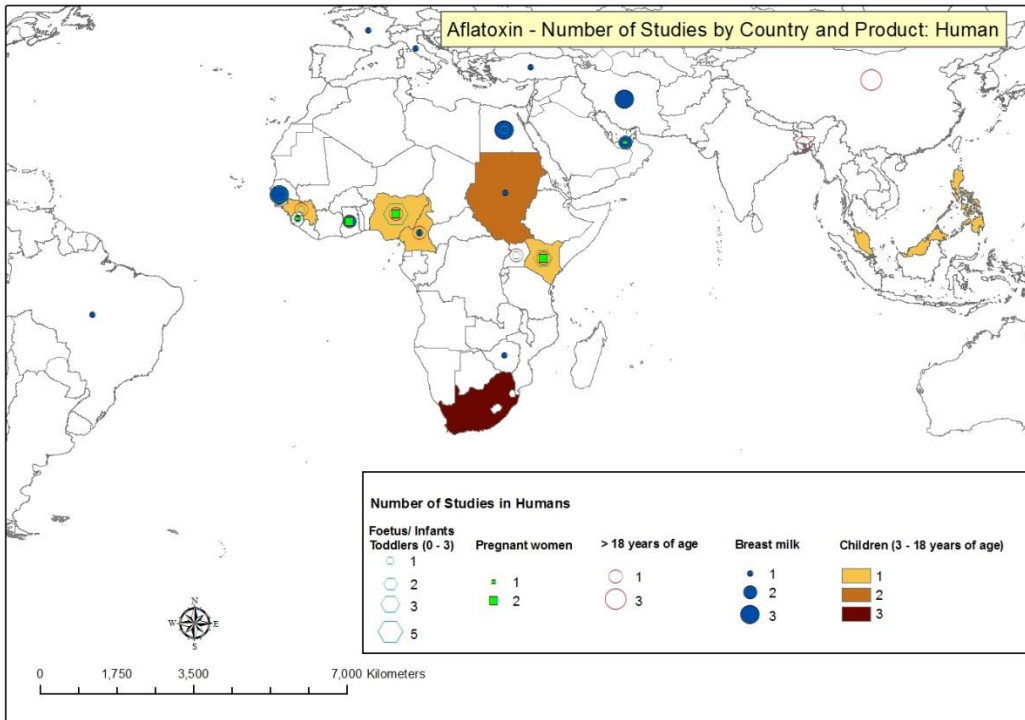 Aflatoxin - Number of Studies by Country and Product: Human
Number of Studies in Humans
Foetus/ Infants
Toddlers (0 - 3)
1
2
3
5
Pregnant women
1
2
> 18 years of age
1
3
Breast milk
1
2
3
Children (3 - 18 years of age)
1
2
3
N
W E
S
0 1,750 3,500 7,000 Kilometers